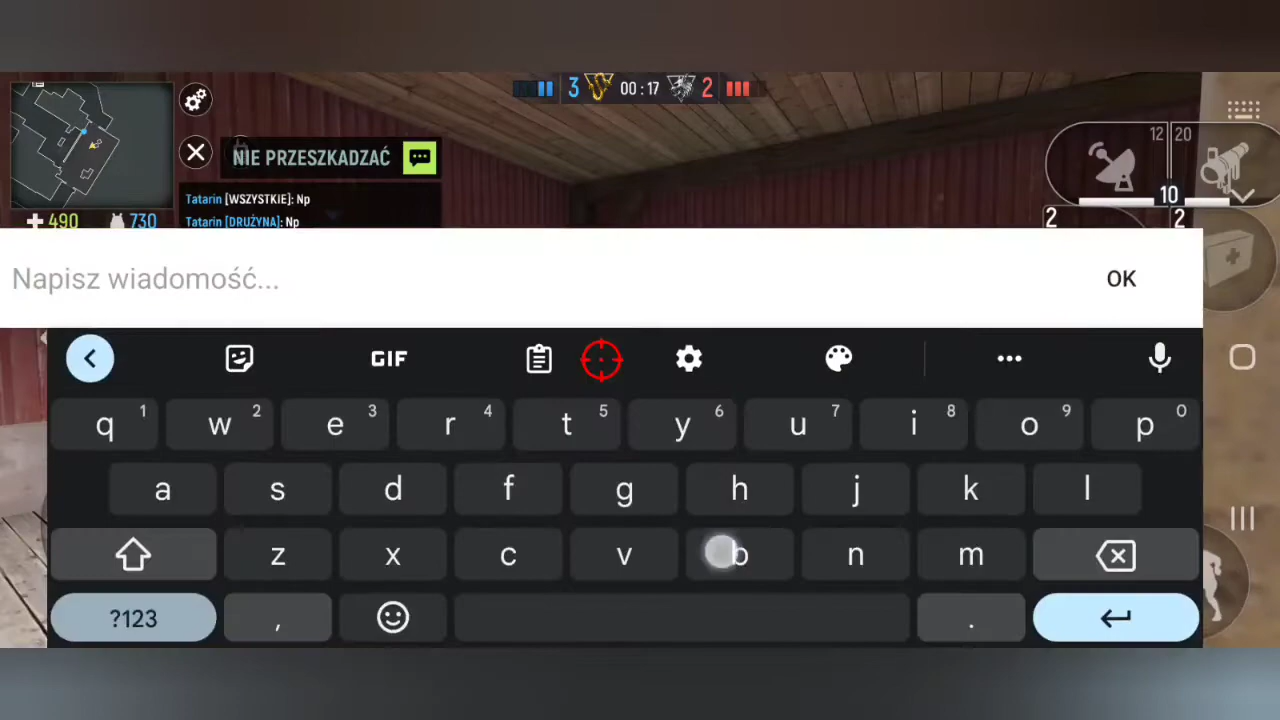 3 00:17 2
12 20
NIE PRZESZKADZAĆ
Tatarin [WSZYSTKIE]: Np
Tatarin [DRUŻYNA]: Np
10
490 730
2 2
Napisz wiadomość...
OK
GIF
q 1 w 2 e 3 r 4 t 5 y 6 u 7 i 8 o 9 p 0
a s d f g h j k l
z x c v b n m
?123 , .